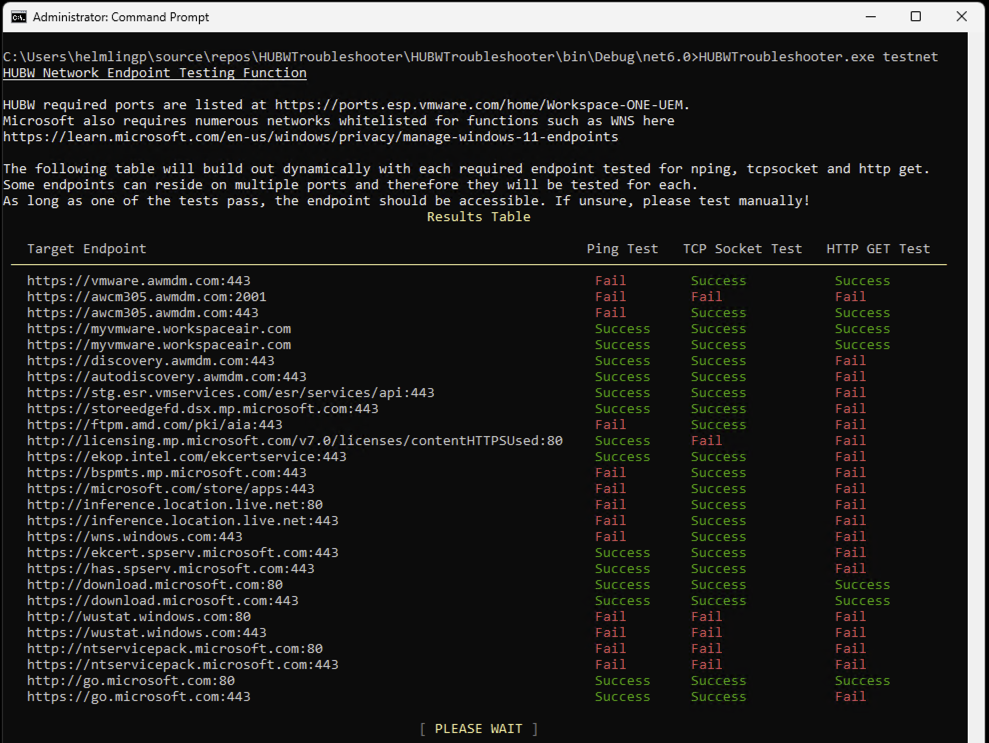 Administrator: Command Prompt
C:\Users\helmlingp\source\repos\HUBWTroubleshooter\HUBWTroubleshooter\bin\Debug\net6.0>HUBWTroubleshooter.exe testnet
HUBW Network Endpoint Testing Function
HUBW required ports are listed at https://ports.esp.vmware.com/home/Workspace-ONE-UEM.
Microsoft also requires numerous networks whitelisted for functions such as WNS here
https://learn.microsoft.com/en-us/windows/privacy/manage-windows-11-endpoints
The following table will build out dynamically with each required endpoint tested for nping, tcpsocket and http get.
Some endpoints can reside on multiple ports and therefore they will be tested for each.
As long as one of the tests pass, the endpoint should be accessible. If unsure, please test manually!
Results Table
Target Endpoint Ping Test TCP Socket Test HTTP GET Test
https://vmware.awmdm.com:443 Fail Success Success
https://awcm305.awmdm.com:2001 Fail Fail Fail
https://awcm305.awmdm.com:443 Fail Success Success
https://myvmware.workspaceair.com Success Success Success
https://myvmware.workspaceair.com Success Success Success
https://discovery.awmdm.com:443 Success Success Fail
https://autodiscovery.awmdm.com:443 Success Success Fail
https://stg.esr.vmservices.com/esr/services/api:443 Success Success Fail
https://storeedgefd.dsx.mp.microsoft.com:443 Success Success Fail
https://ftpm.amd.com/pki/aia:443 Fail Success Fail
http://licensing.mp.microsoft.com/v7.0/licenses/contentHTTPSUsed:80 Success Fail Fail
https://ekop.intel.com/ekcertservice:443 Success Success Fail
https://bspmts.mp.microsoft.com:443 Fail Success Fail
https://microsoft.com/store/apps:443 Fail Success Fail
http://inference.location.live.net:80 Fail Success Fail
https://inference.location.live.net:443 Fail Success Fail
https://wns.windows.com:443 Fail Success Fail
https://ekcert.spserv.microsoft.com:443 Success Success Fail
https://has.spserv.microsoft.com:443 Success Success Fail
http://download.microsoft.com:80 Success Success Success
https://download.microsoft.com:443 Success Success Success
http://wustat.windows.com:80 Fail Fail Fail
https://wustat.windows.com:443 Fail Fail Fail
http://ntservicepack.microsoft.com:80 Fail Fail Fail
https://ntservicepack.microsoft.com:443 Fail Fail Fail
http://go.microsoft.com:80 Success Success Success
https://go.microsoft.com:443 Success Success Fail
[ PLEASE WAIT ]